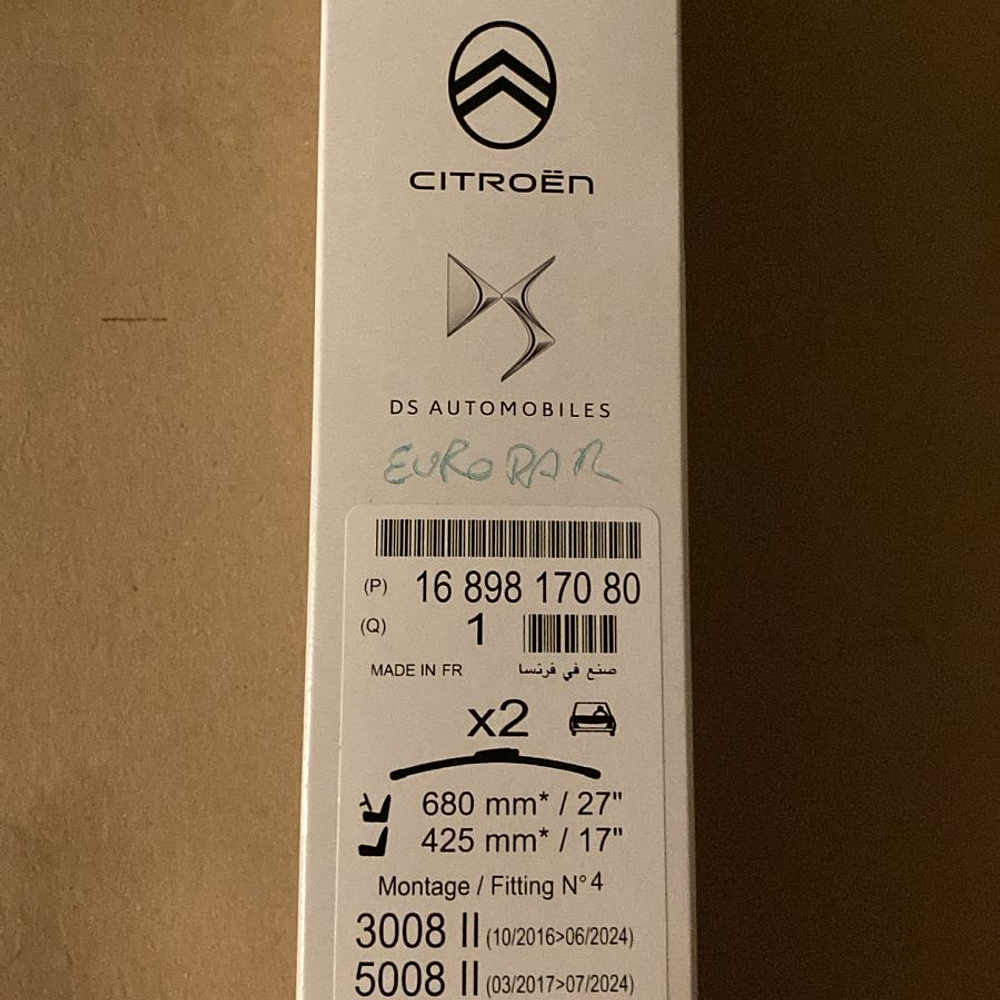 CITROËN
DS AUTOMOBILES
EUROPAR
(P) 16 898 170 80
(Q) 1
MADE IN FR صنع في فرنسا
x2
680 mm* / 27"
425 mm* / 17"
Montage / Fitting N°4
3008 II (10/2016>06/2024)
5008 II (03/2017>07/2024)